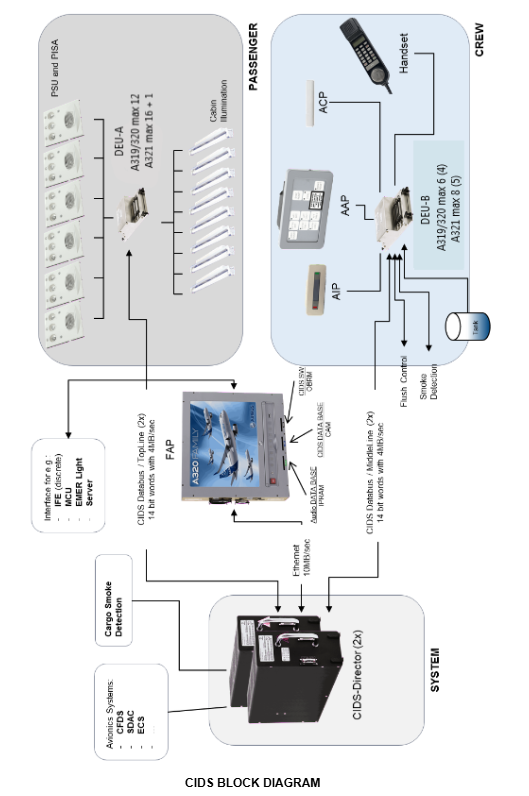 PSU and PISA
DEU-A
A319/320 max 12
A321 max 16 + 1
Cabin
Illumination
PASSENGER
Handset
ACP
AAP
AIP
DEU-B
A319/320 max 6 (4)
A321 max 8 (5)
Tank
CREW
Flush Control
Smoke
Detection
Interface for e.g :
- IFE (discrete)
- MCU
- EMER Light
- Server
CIDS Databus / TopLine (2x)
14 bit words with 4MB/sec
FAP
A320 FAMILY
CIDS SW
OBRM
CIDS DATA BASE
CAM
Audio DATA BASE
IPRAM
CIDS Databus / MiddleLine (2x)
14 bit words with 4MB/sec
Ethernet
10MB/sec
Cargo Smoke
Detection
Avionics Systems:
- CFDS
- SDAC
- ECS
- ...
CIDS-Director (2x)
SYSTEM
CIDS BLOCK DIAGRAM